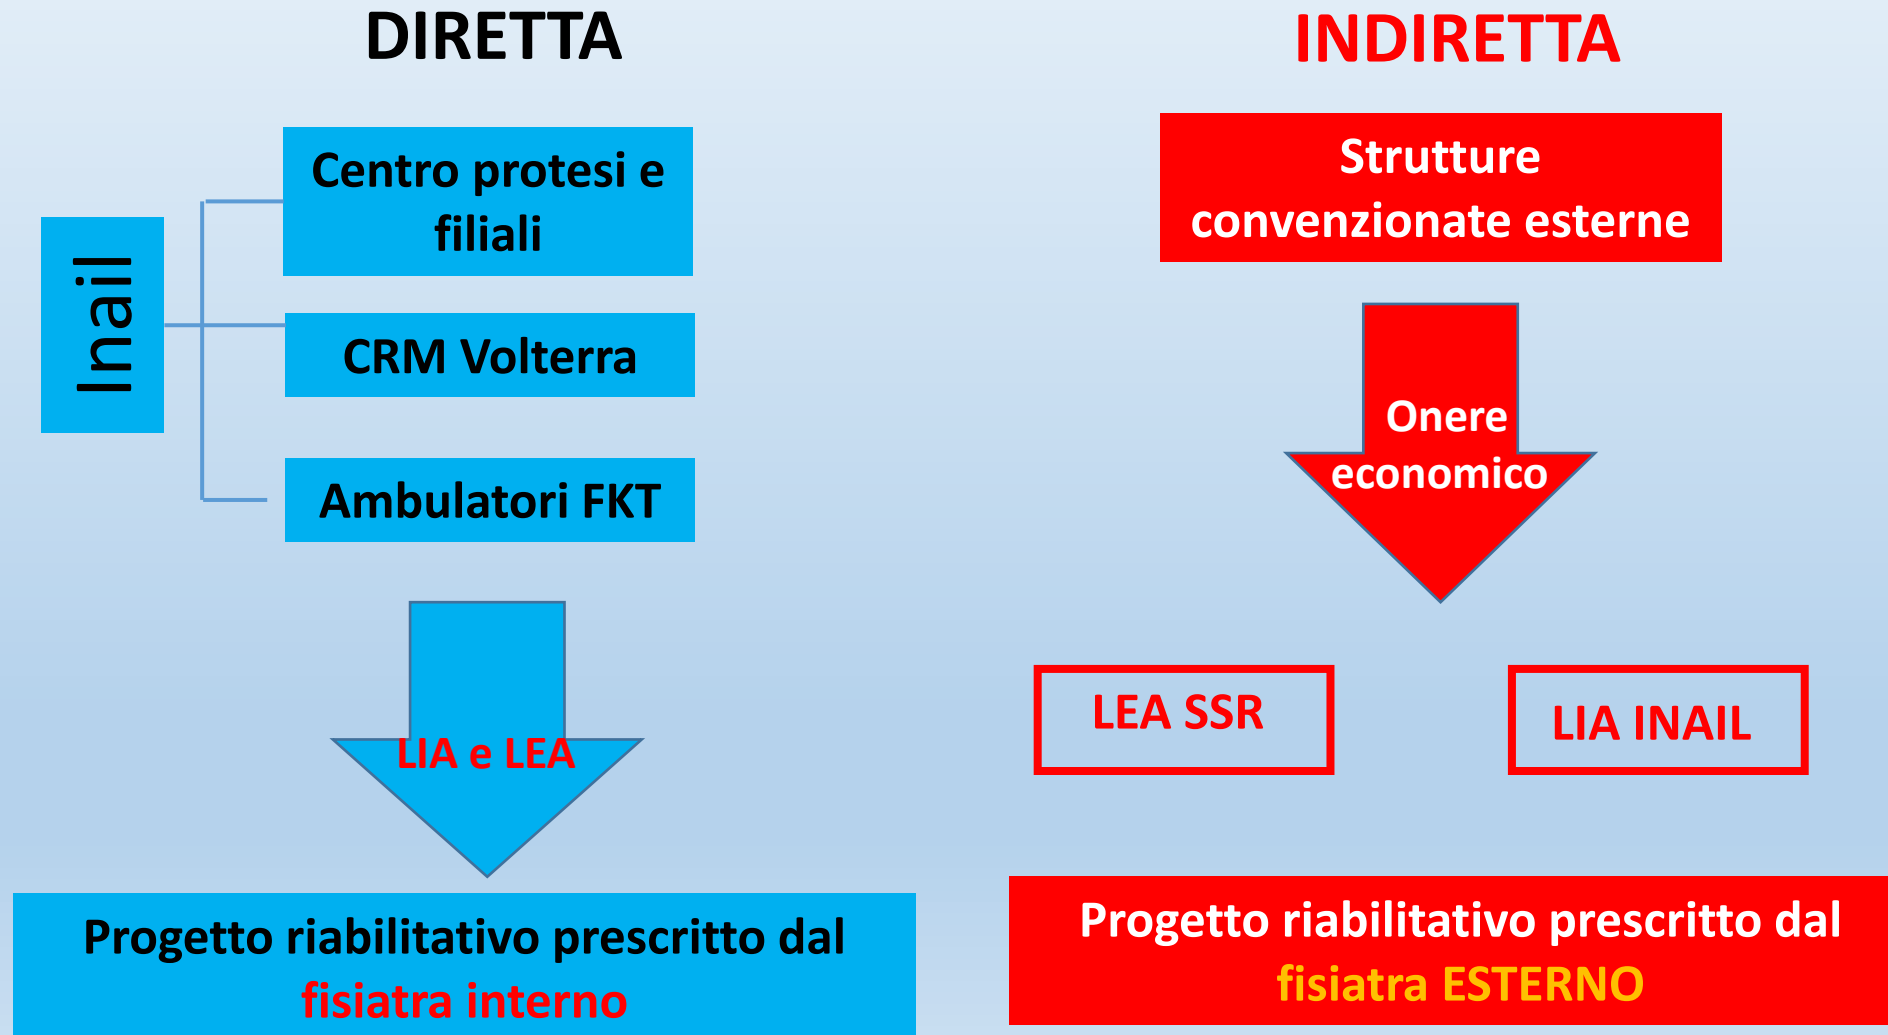 DIRETTA
Inail
Centro protesi e
filiali
CRM Volterra
Ambulatori FKT
LIA e LEA
Progetto riabilitativo prescritto dal
fisiatra interno
INDIRETTA
Strutture
convenzionate esterne
Onere
economico
LEA SSR
LIA INAIL
Progetto riabilitativo prescritto dal
fisiatra ESTERNO